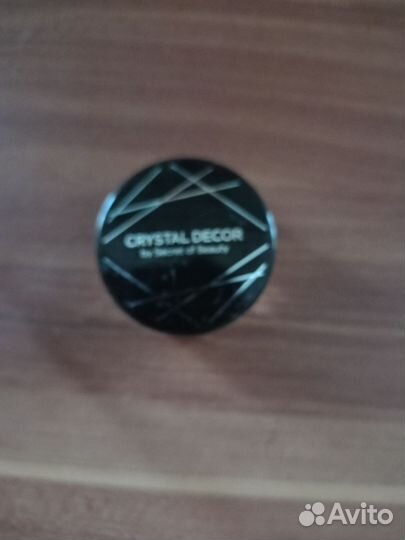 CRYSTAL DECOR
by Secret of Beauty
Avito